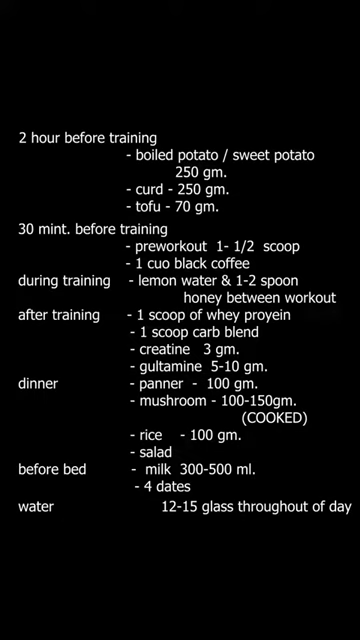 2 hour before training
- boiled potato / sweet potato
250 gm.
- curd - 250 gm.
- tofu - 70 gm.
30 mint. before training
- preworkout 1- 1/2 scoop
- 1 cuo black coffee
during training - lemon water & 1-2 spoon
honey between workout
after training - 1 scoop of whey proyein
- 1 scoop carb blend
- creatine 3 gm.
- gultamine 5-10 gm.
dinner - panner - 100 gm.
- mushroom - 100-150gm.
(COOKED)
- rice - 100 gm.
- salad
before bed - milk 300-500 ml.
- 4 dates
water 12-15 glass throughout of day